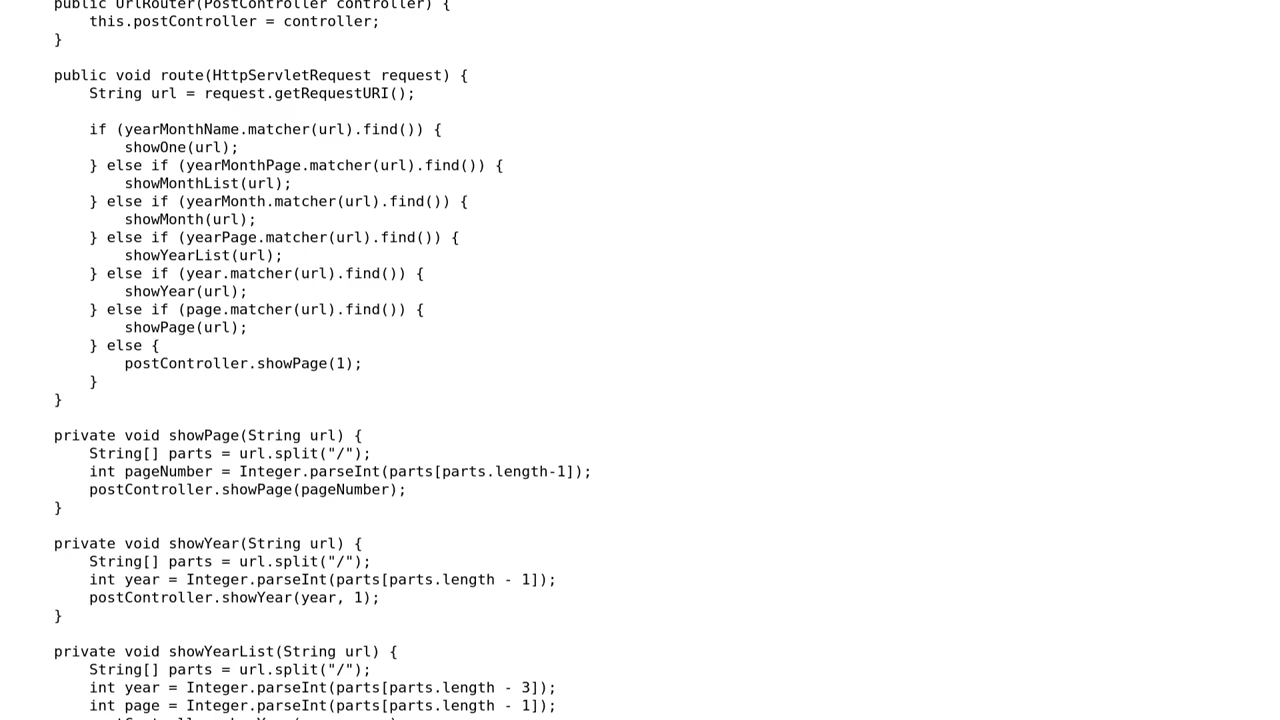 public UrlRouter(PostController controller) {
this.postController = controller;
}
public void route(HttpServletRequest request) {
String url = request.getRequestURI();
if (yearMonthName.matcher(url).find()) {
showOne(url);
} else if (yearMonthPage.matcher(url).find()) {
showMonthList(url);
} else if (yearMonth.matcher(url).find()) {
showMonth(url);
} else if (yearPage.matcher(url).find()) {
showYearList(url);
} else if (year.matcher(url).find()) {
showYear(url);
} else if (page.matcher(url).find()) {
showPage(url);
} else {
postController.showPage(1);
}
}
private void showPage(String url) {
String[] parts = url.split("/");
int pageNumber = Integer.parseInt(parts[parts.length-1]);
postController.showPage(pageNumber);
}
private void showYear(String url) {
String[] parts = url.split("/");
int year = Integer.parseInt(parts[parts.length - 1]);
postController.showYear(year, 1);
}
private void showYearList(String url) {
String[] parts = url.split("/");
int year = Integer.parseInt(parts[parts.length - 3]);
int page = Integer.parseInt(parts[parts.length - 1]);